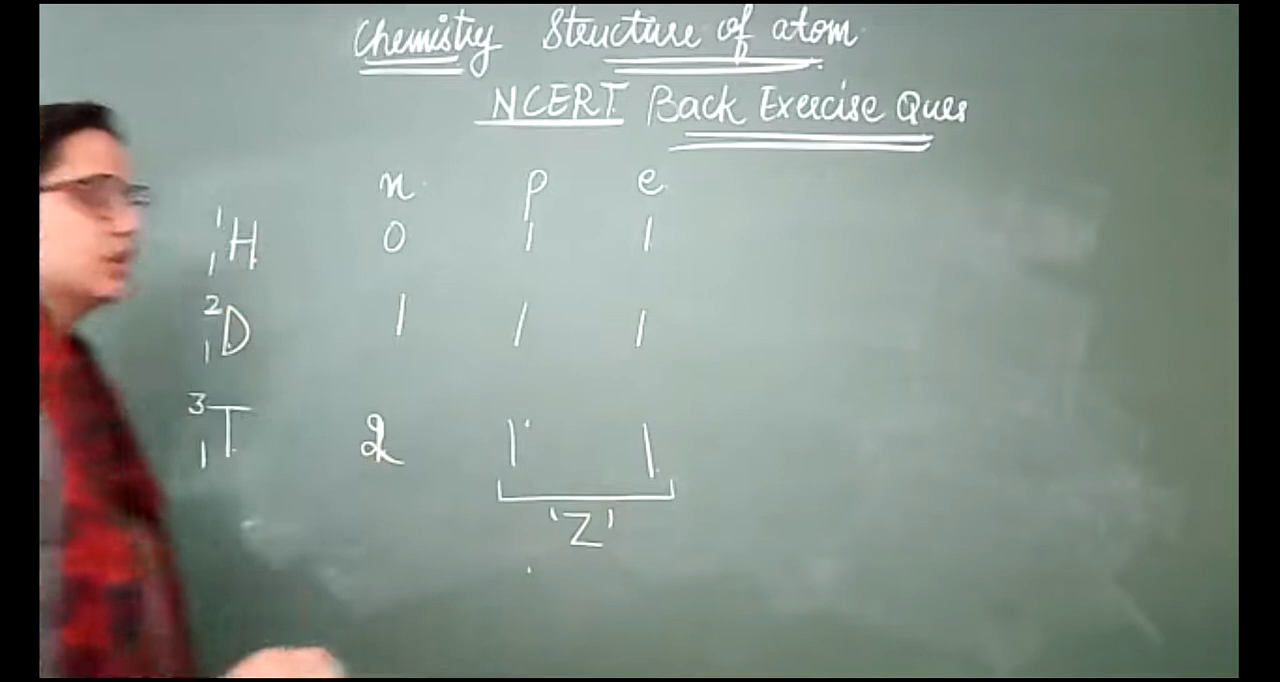 Chemistry Structure of atom
NCERT Back Exercise Ques
n p e
¹₁H 0 1 1
²₁D 1 1 1
³₁T 2 1 1
'Z'